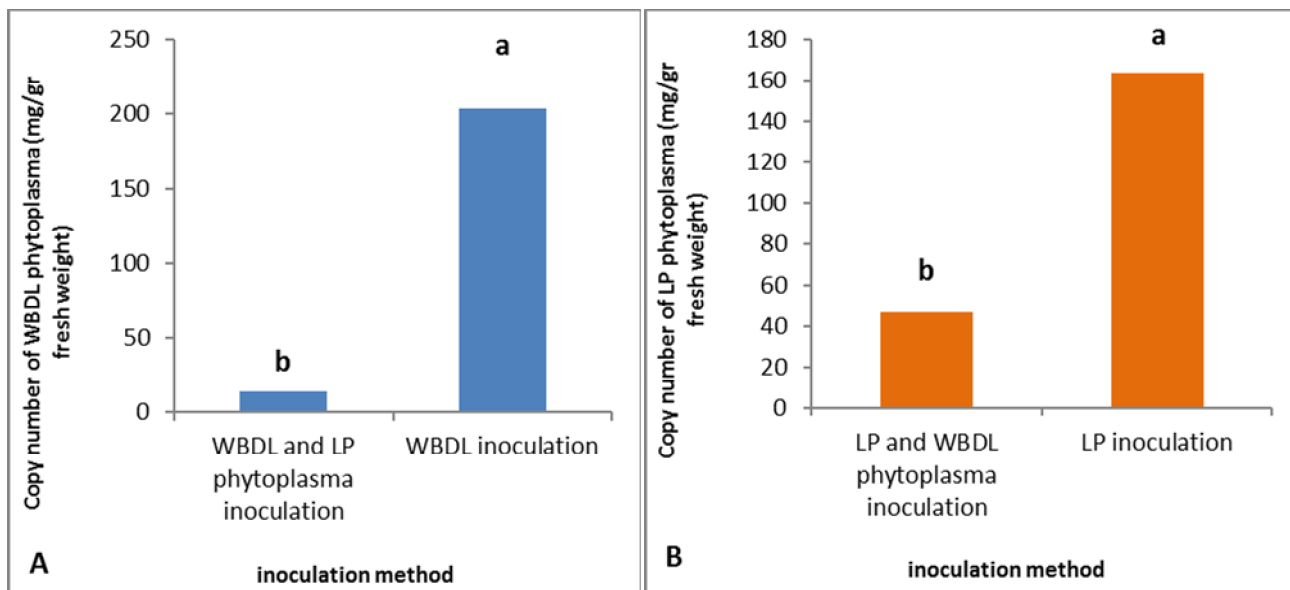 Copy number of WBDL phytoplasma (mg/gr
fresh weight)
250
200
150
100
50
0
a
b
WBDL and LP
phytoplasma
inoculation
WBDL inoculation
inoculation method
A
Copy number of LP phytoplasma (mg/gr
fresh weight)
180
160
140
120
100
80
60
40
20
0
a
b
LP and WBDL
phytoplasma
inoculation
LP inoculation
inoculation method
B